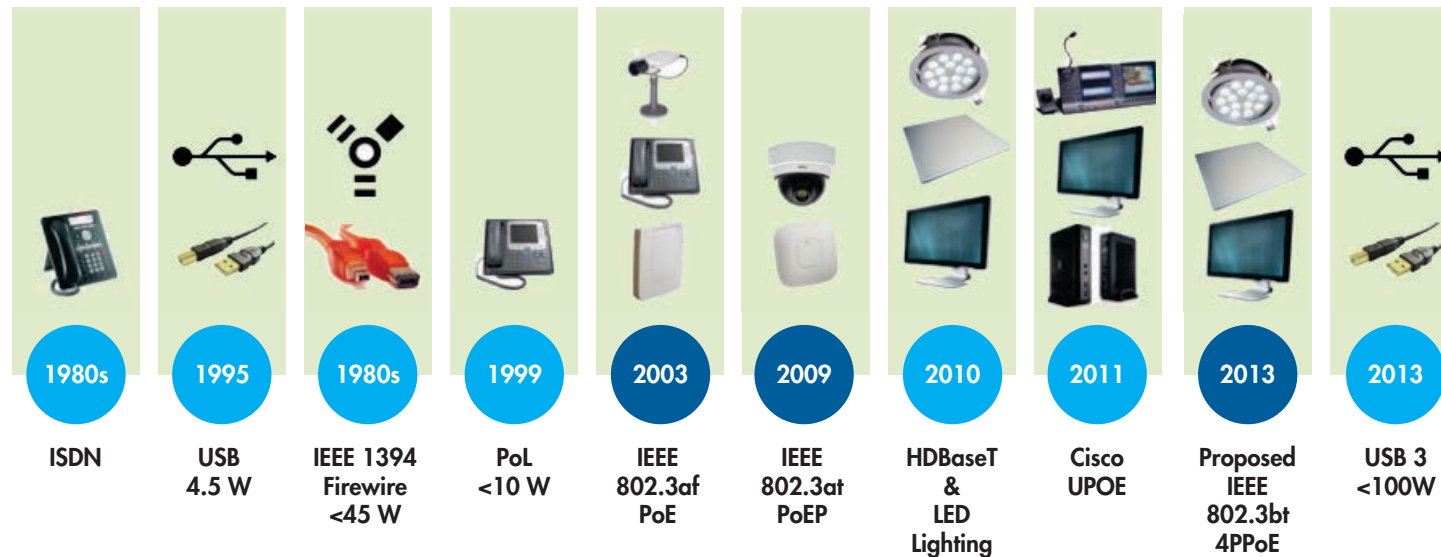 1980s
ISDN
1995
USB
4.5 W
1980s
IEEE 1394
Firewire
<45 W
1999
PoL
<10 W
2003
IEEE
802.3af
PoE
2009
IEEE
802.3at
PoEP
2010
HDBaseT
&
LED
Lighting
2011
Cisco
UPOE
2013
Proposed
IEEE
802.3bt
4PPoE
2013
USB 3
<100W